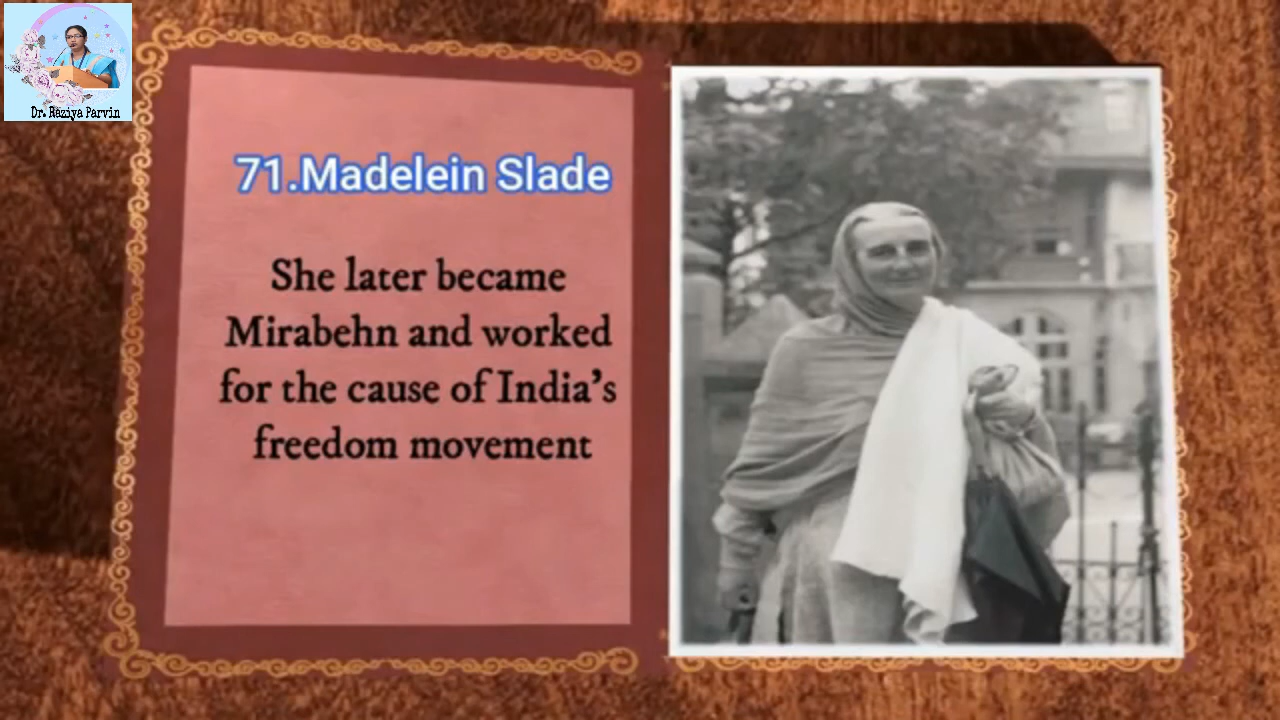 Dr. Raziya Parvin
71.Madelein Slade
She later became
Mirabehn and worked
for the cause of India's
freedom movement